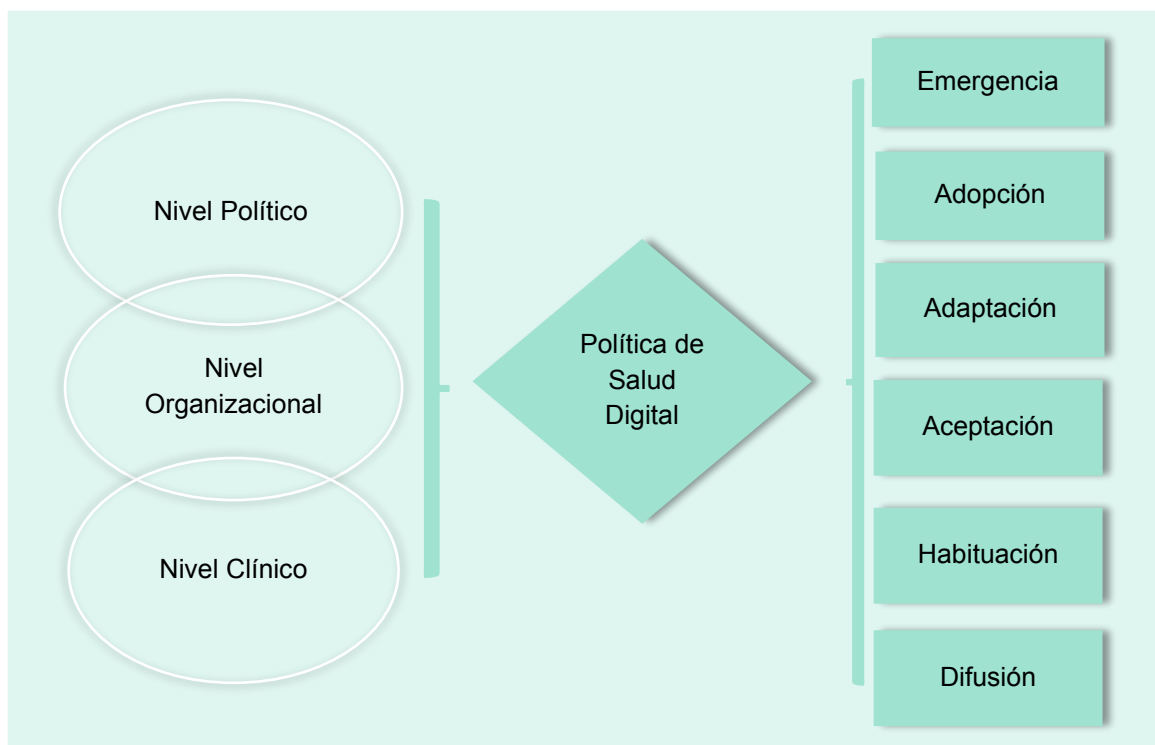 Nivel Político
Nivel
Organizacional
Nivel Clínico
Política de
Salud
Digital
Emergencia
Adopción
Adaptación
Aceptación
Habituación
Difusión